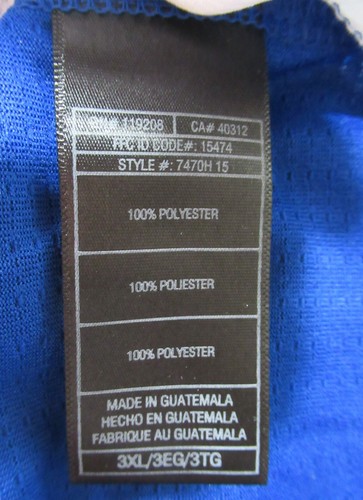 119208 CA# 40312
FAC ID CODE#: 15474
STYLE #: 7470H 15
100% POLYESTER
100% POLIESTER
100% POLYESTER
MADE IN GUATEMALA
HECHO EN GUATEMALA
FABRIQUE AU GUATEMALA
3XL/3EG/3TG